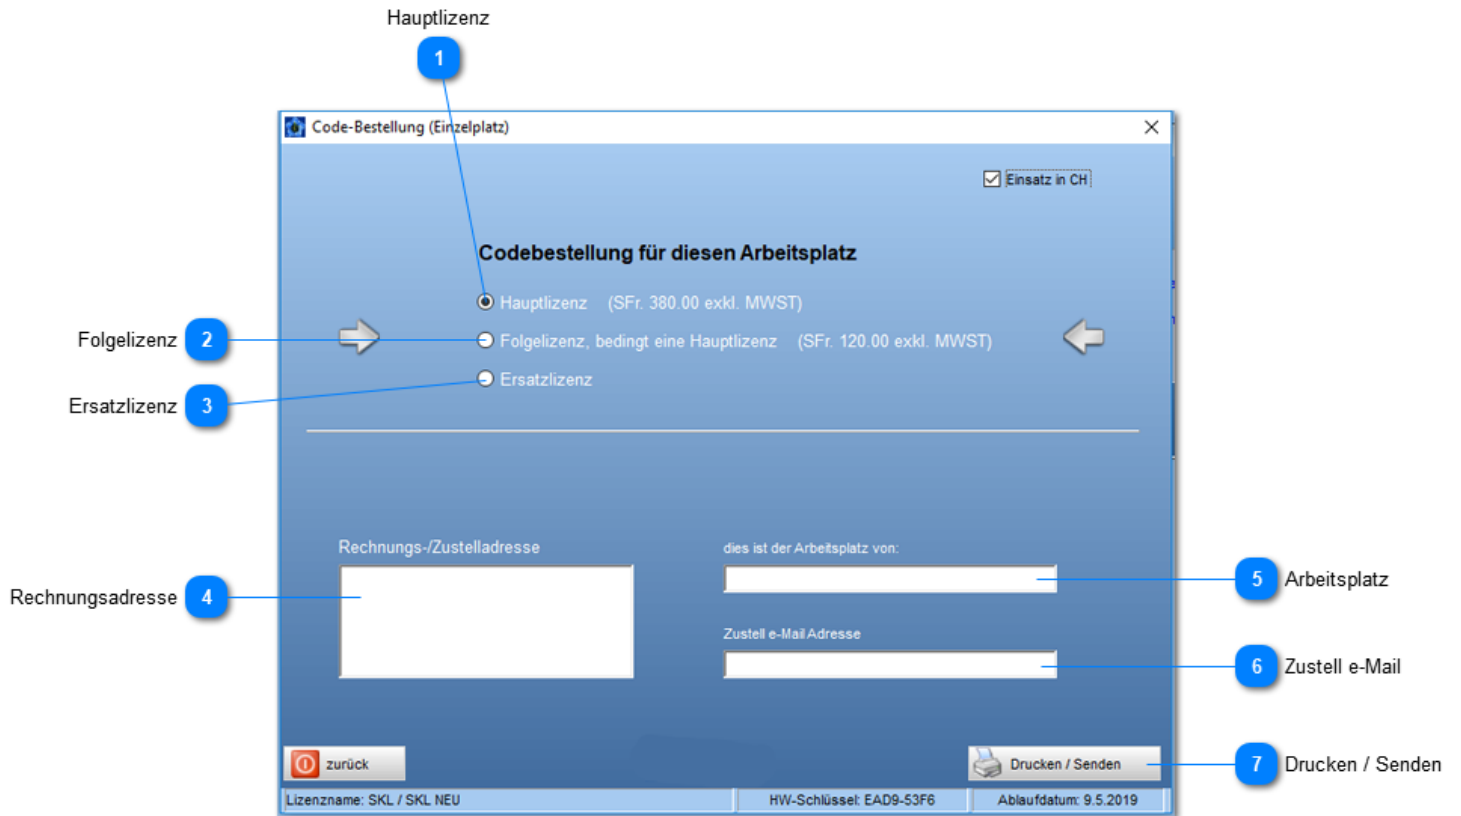 Hauptlizenz
1
Code-Bestellung (Einzelplatz)
Einsatz in CH
Codebestellung für diesen Arbeitsplatz
Hauptlizenz (SFr. 380.00 exkl. MWST)
Folgelizenz 2
Folgelizenz, bedingt eine Hauptlizenz (SFr. 120.00 exkl. MWST)
Ersatzlizenz
Ersatzlizenz 3
Rechnungs-/Zustelladresse
dies ist der Arbeitsplatz von:
Rechnungsadresse 4
5 Arbeitsplatz
Zustell e-Mail Adresse
6 Zustell e-Mail
zurück
Drucken / Senden
7 Drucken / Senden
Lizenzname: SKL / SKL NEU
HW-Schlüssel: EAD9-53F6
Ablaufdatum: 9.5.2019